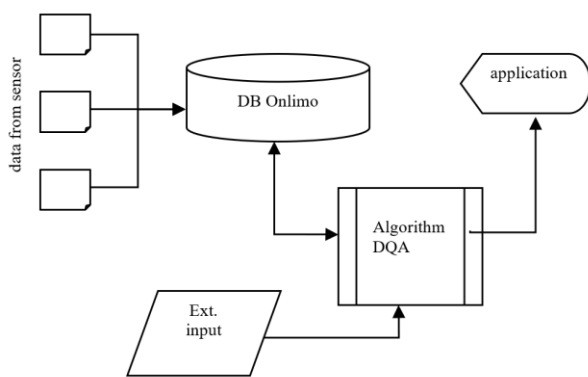 data from sensor
DB Onlimo
application
Algorithm
DQA
Ext.
input